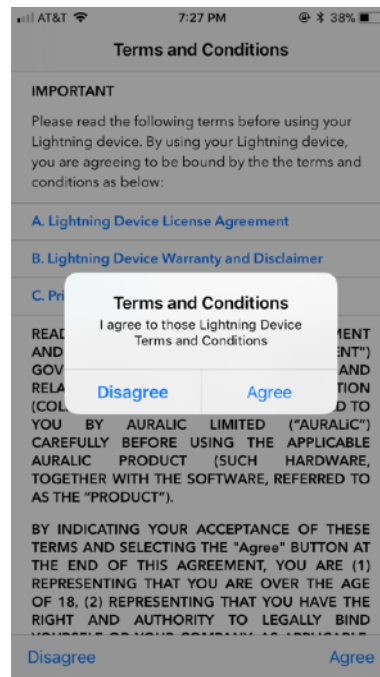 AT&T 7:27 PM 38%
Terms and Conditions
IMPORTANT
Please read the following terms before using your
Lightning device. By using your Lightning device,
you are agreeing to be bound by the the terms and
conditions as below:
A. Lightning Device License Agreement
B. Lightning Device Warranty and Disclaimer
C. Pri
Terms and Conditions
I agree to those Lightning Device
Terms and Conditions
Disagree Agree
READ MENT
AND ENT")
GOV AND
RELA TION
(COL D TO
YOU BY AURALIC LIMITED ("AURALiC")
CAREFULLY BEFORE USING THE APPLICABLE
AURALIC PRODUCT (SUCH HARDWARE,
TOGETHER WITH THE SOFTWARE, REFERRED TO
AS THE "PRODUCT").
BY INDICATING YOUR ACCEPTANCE OF THESE
TERMS AND SELECTING THE "Agree" BUTTON AT
THE END OF THIS AGREEMENT, YOU ARE (1)
REPRESENTING THAT YOU ARE OVER THE AGE
OF 18, (2) REPRESENTING THAT YOU HAVE THE
RIGHT AND AUTHORITY TO LEGALLY BIND
YOURSELF OR YOUR COMPANY, AS APPLICABLE,
Disagree Agree